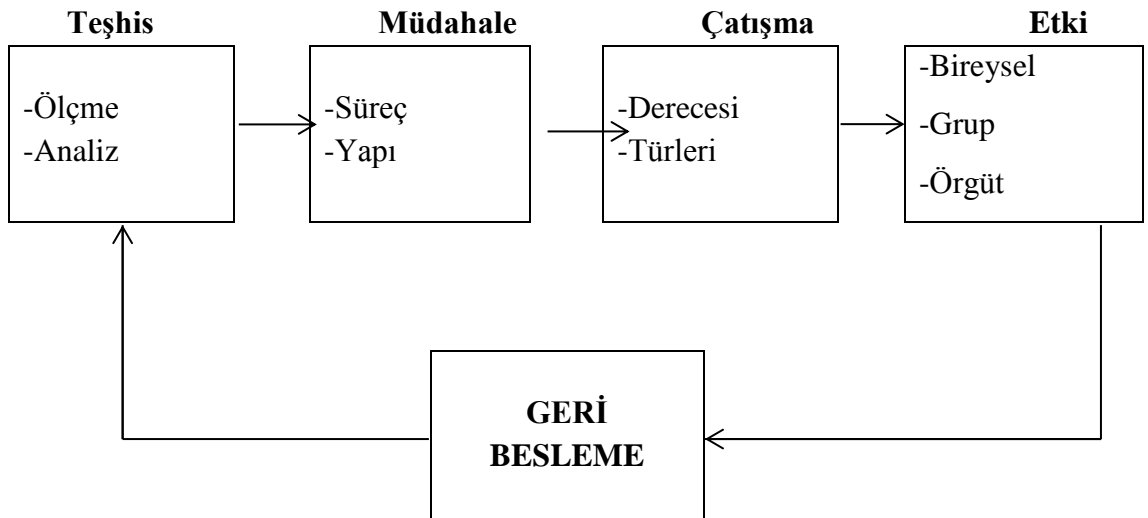 Teşhis
-Ölçme
-Analiz
Müdahale
-Süreç
-Yapı
Çatışma
-Derecesi
-Türleri
Etki
-Bireysel
-Grup
-Örgüt
GERİ
BESLEME